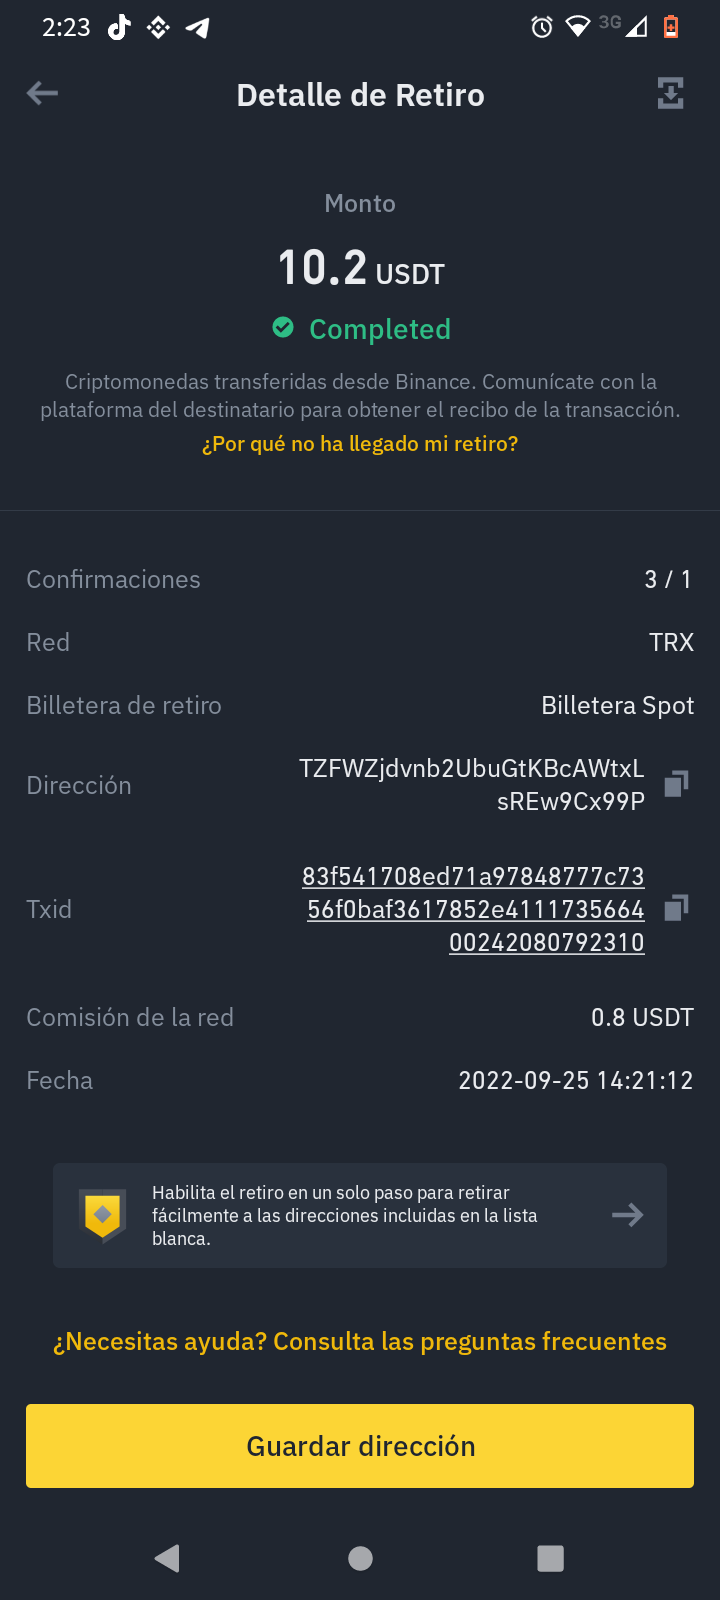 2:23
3G
Detalle de Retiro
Monto
10.2 USDT
Completed
Criptomonedas transferidas desde Binance. Comunícate con la
plataforma del destinatario para obtener el recibo de la transacción.
¿Por qué no ha llegado mi retiro?
Confirmaciones 3 / 1
Red TRX
Billetera de retiro Billetera Spot
Dirección TZFWZjdvnb2UbuGtKBcAWtxL
sREw9Cx99P
Txid 83f541708ed71a97848777c73
56f0baf3617852e4111735664
00242080792310
Comisión de la red 0.8 USDT
Fecha 2022-09-25 14:21:12
Habilita el retiro en un solo paso para retirar
fácilmente a las direcciones incluidas en la lista
blanca.
¿Necesitas ayuda? Consulta las preguntas frecuentes
Guardar dirección